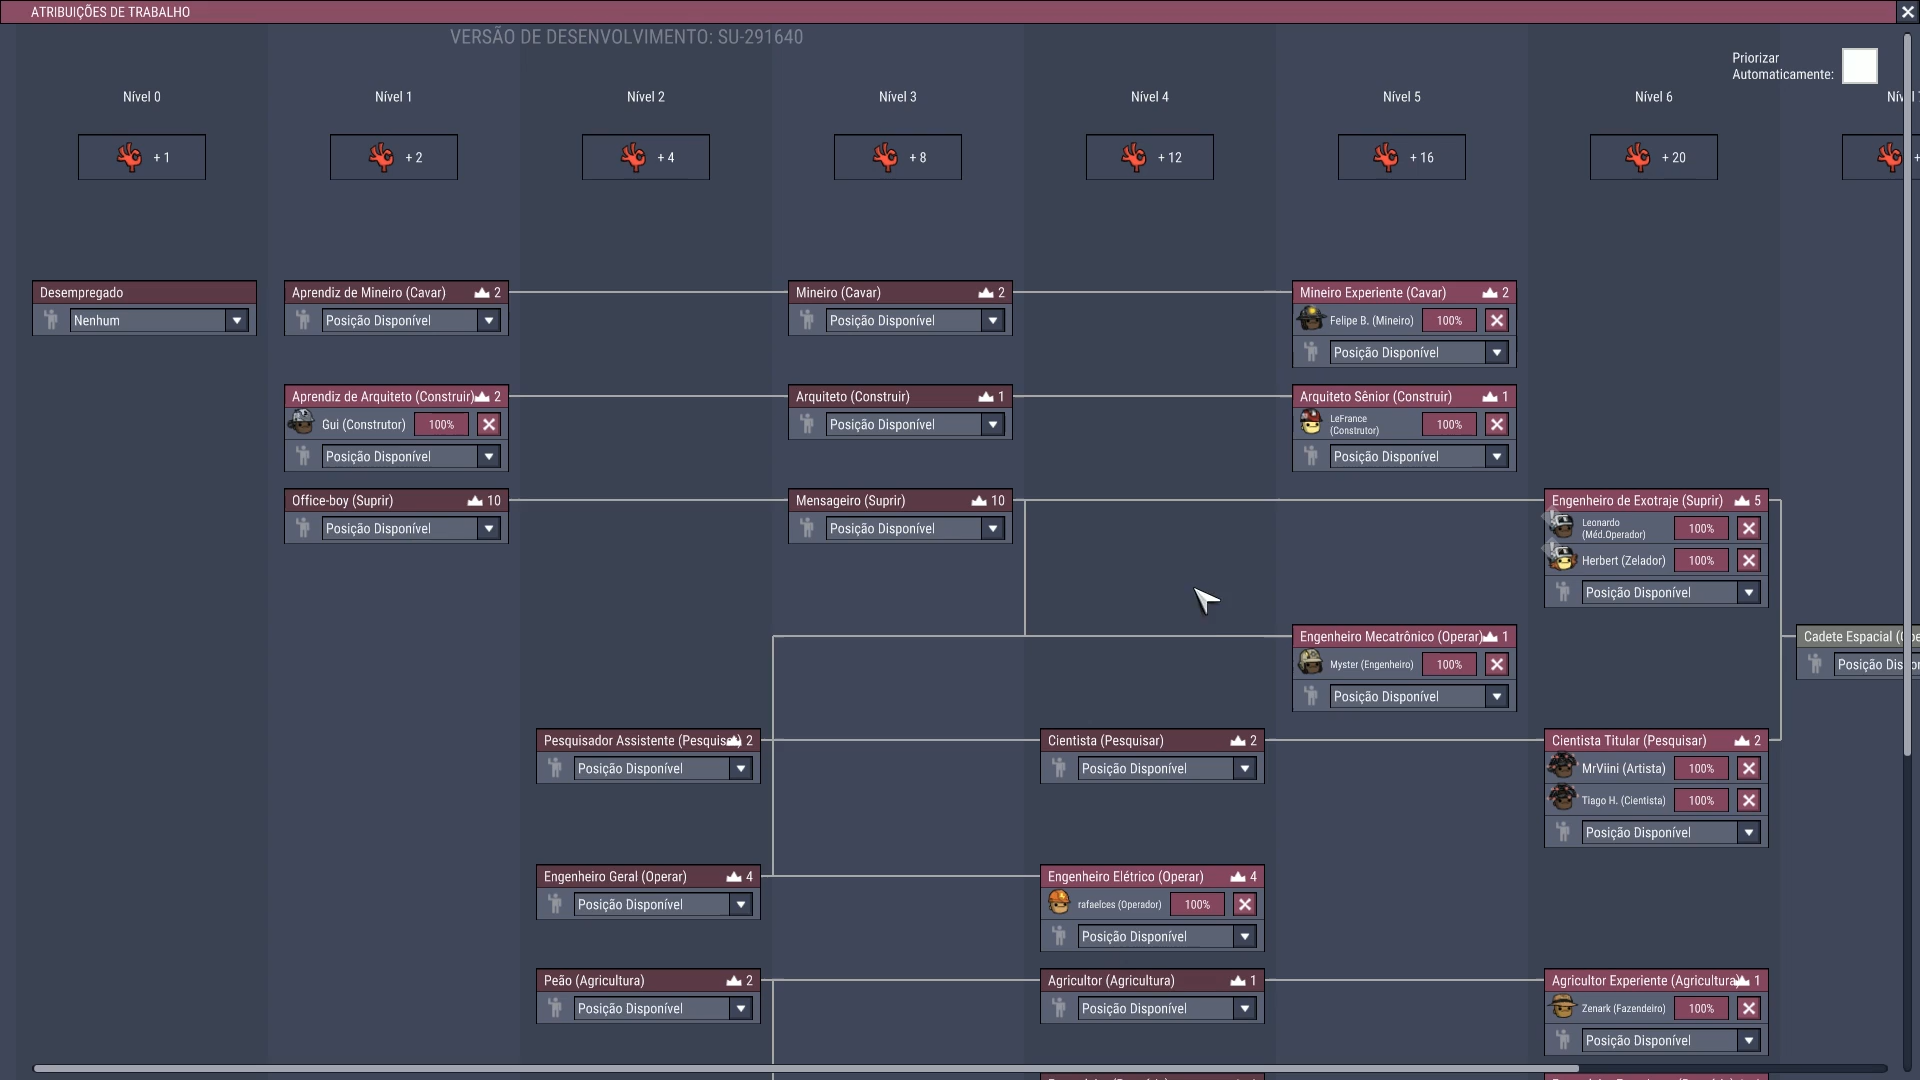 ATRIBUIÇÕES DE TRABALHO
VERSÃO DE DESENVOLVIMENTO: SU-291640
Priorizar
Automaticamente:
Nível 0
Nível 1
Nível 2
Nível 3
Nível 4
Nível 5
Nível 6
+ 1
+ 2
+ 4
+ 8
+ 12
+ 16
+ 20
Desempregado
Nenhum
Aprendiz de Mineiro (Cavar) 2
Posição Disponível
Mineiro (Cavar) 2
Posição Disponível
Mineiro Experiente (Cavar) 2
Felipe B. (Mineiro) 100%
Posição Disponível
Aprendiz de Arquiteto (Construir) 2
Gui (Construtor) 100%
Posição Disponível
Arquiteto (Construir) 1
Posição Disponível
Arquiteto Sênior (Construir) 1
LeFrance
(Construtor) 100%
Posição Disponível
Office-boy (Suprir) 10
Posição Disponível
Mensageiro (Suprir) 10
Posição Disponível
Engenheiro de Exotraje (Suprir) 5
Leonardo
(Méd.Operador) 100%
Herbert (Zelador) 100%
Posição Disponível
Engenheiro Mecatrônico (Operar) 1
Myster (Engenheiro) 100%
Posição Disponível
Cadete Espacial
Posição
Pesquisador Assistente 2
Posição Disponível
Cientista (Pesquisar) 2
Posição Disponível
Cientista Titular (Pesquisar) 2
MrViini (Artista) 100%
Tiago H. (Cientista) 100%
Posição Disponível
Engenheiro Geral (Operar) 4
Posição Disponível
Engenheiro Elétrico (Operar) 4
rafaelces (Operador) 100%
Posição Disponível
Peão (Agricultura) 2
Posição Disponível
Agricultor (Agricultura) 1
Posição Disponível
Agricultor Experiente (Agricultura) 1
Zenark (Fazendeiro) 100%
Posição Disponível